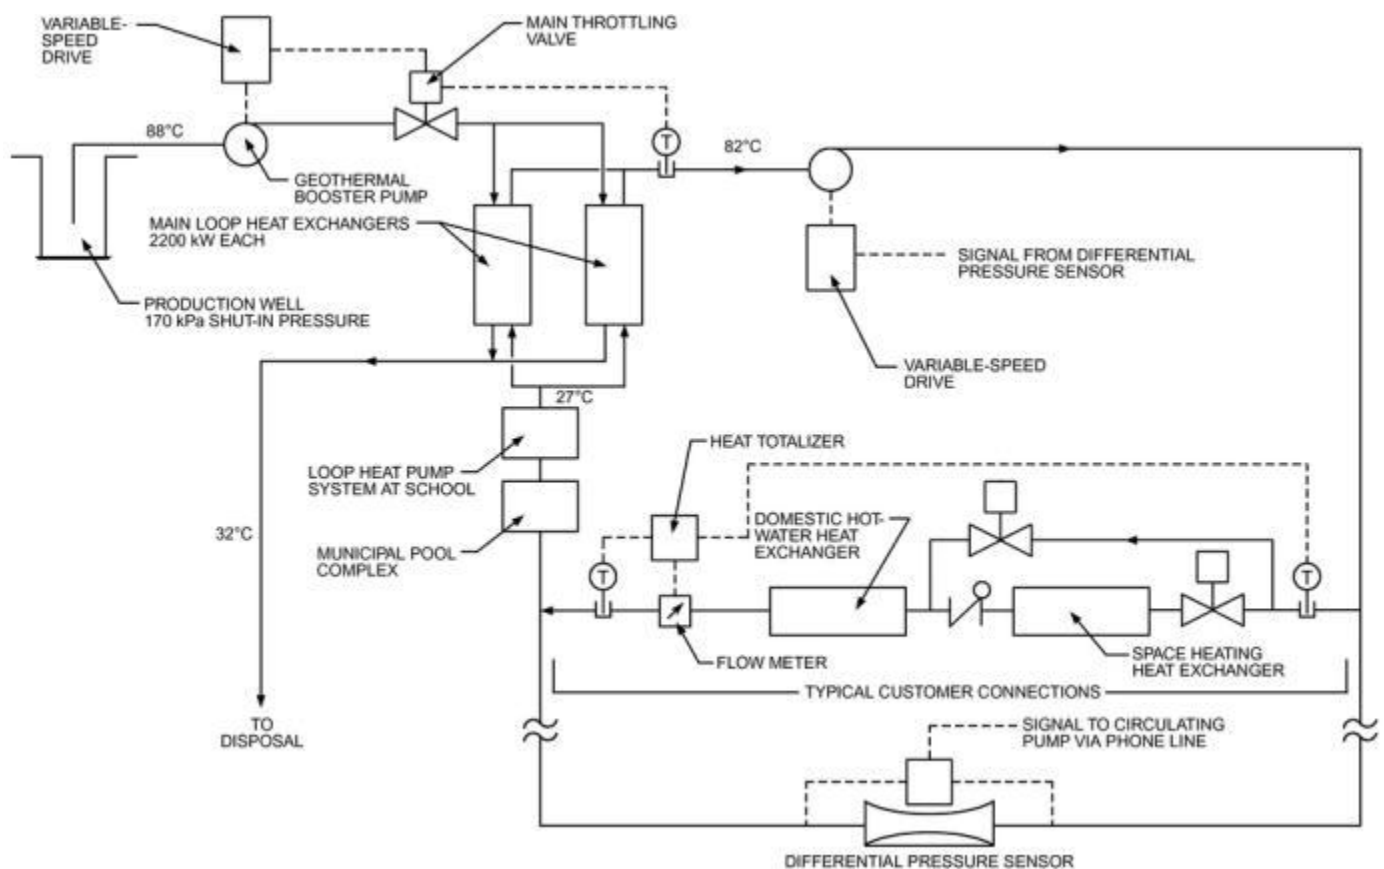 VARIABLE-
SPEED
DRIVE
MAIN THROTTLING
VALVE
88°C
T
82°C
GEOTHERMAL
BOOSTER PUMP
MAIN LOOP HEAT EXCHANGERS
2200 kW EACH
SIGNAL FROM DIFFERENTIAL
PRESSURE SENSOR
PRODUCTION WELL
170 kPa SHUT-IN PRESSURE
VARIABLE-SPEED
DRIVE
27°C
HEAT TOTALIZER
LOOP HEAT PUMP
SYSTEM AT SCHOOL
DOMESTIC HOT-
WATER HEAT
EXCHANGER
32°C
MUNICIPAL POOL
COMPLEX
T
T
FLOW METER
SPACE HEATING
HEAT EXCHANGER
TYPICAL CUSTOMER CONNECTIONS
TO
DISPOSAL
SIGNAL TO CIRCULATING
PUMP VIA PHONE LINE
DIFFERENTIAL PRESSURE SENSOR